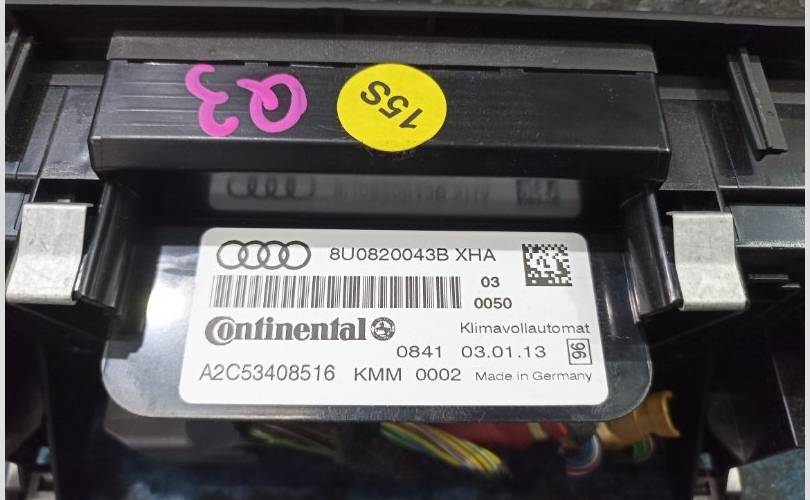 Q3
15S
8U0820043B XHA
03
0050
Continental
Klimavollautomat
0841 03.01.13 96
A2C53408516 KMM 0002 Made in Germany